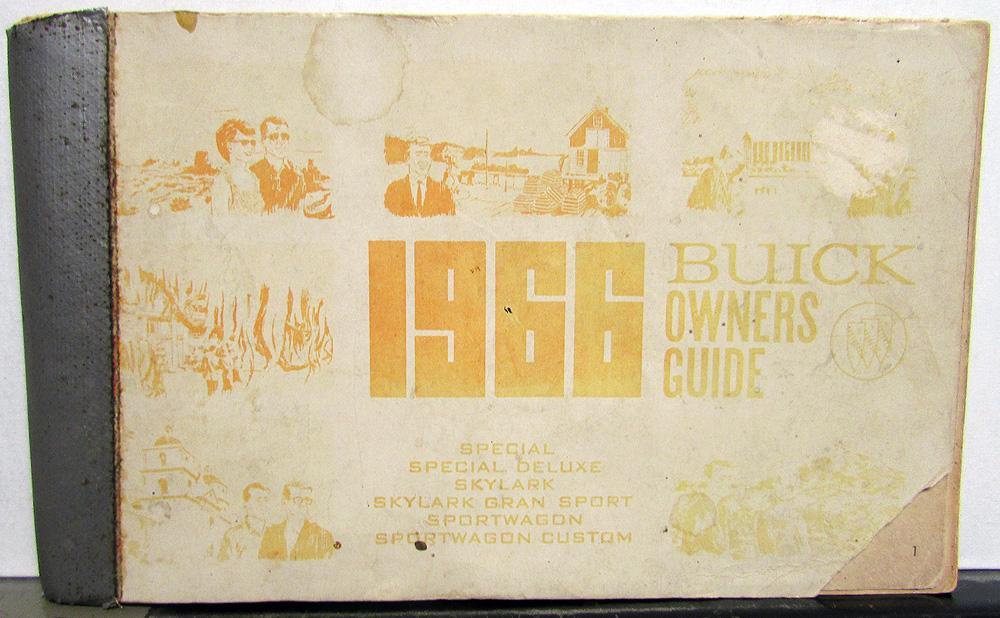 1966
BUICK
OWNERS
GUIDE
SPECIAL
SPECIAL DELUXE
SKYLARK
SKYLARK GRAN SPORT
SPORTWAGON
SPORTWAGON CUSTOM
1